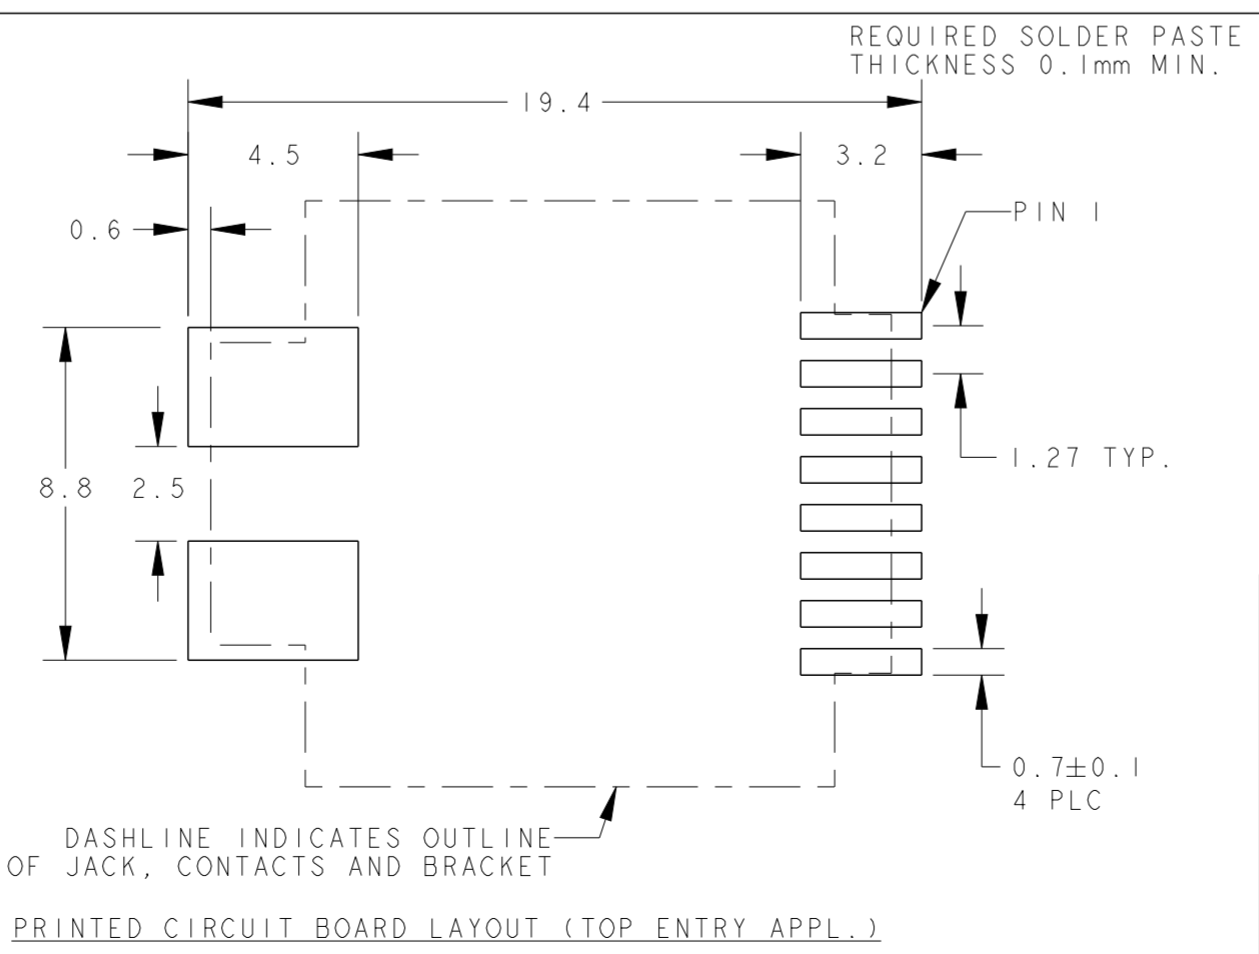 REQUIRED SOLDER PASTE
THICKNESS 0.1mm MIN.
19.4
4.5
3.2
0.6
PIN 1
8.8
2.5
1.27 TYP.
0.7±0.1
4 PLC
DASHLINE INDICATES OUTLINE
OF JACK, CONTACTS AND BRACKET
PRINTED CIRCUIT BOARD LAYOUT (TOP ENTRY APPL.)